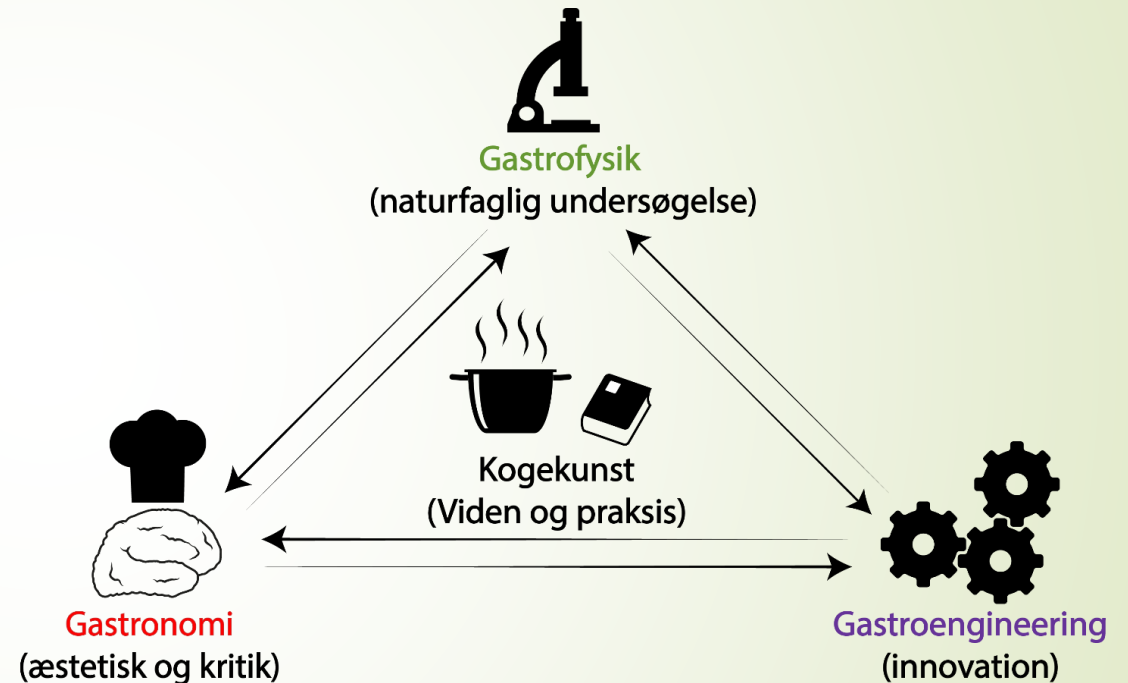 Gastrofysik
(naturfaglig undersøgelse)
Kogekunst
(Viden og praksis)
Gastronomi
(æstetisk og kritik)
Gastroengineering
(innovation)